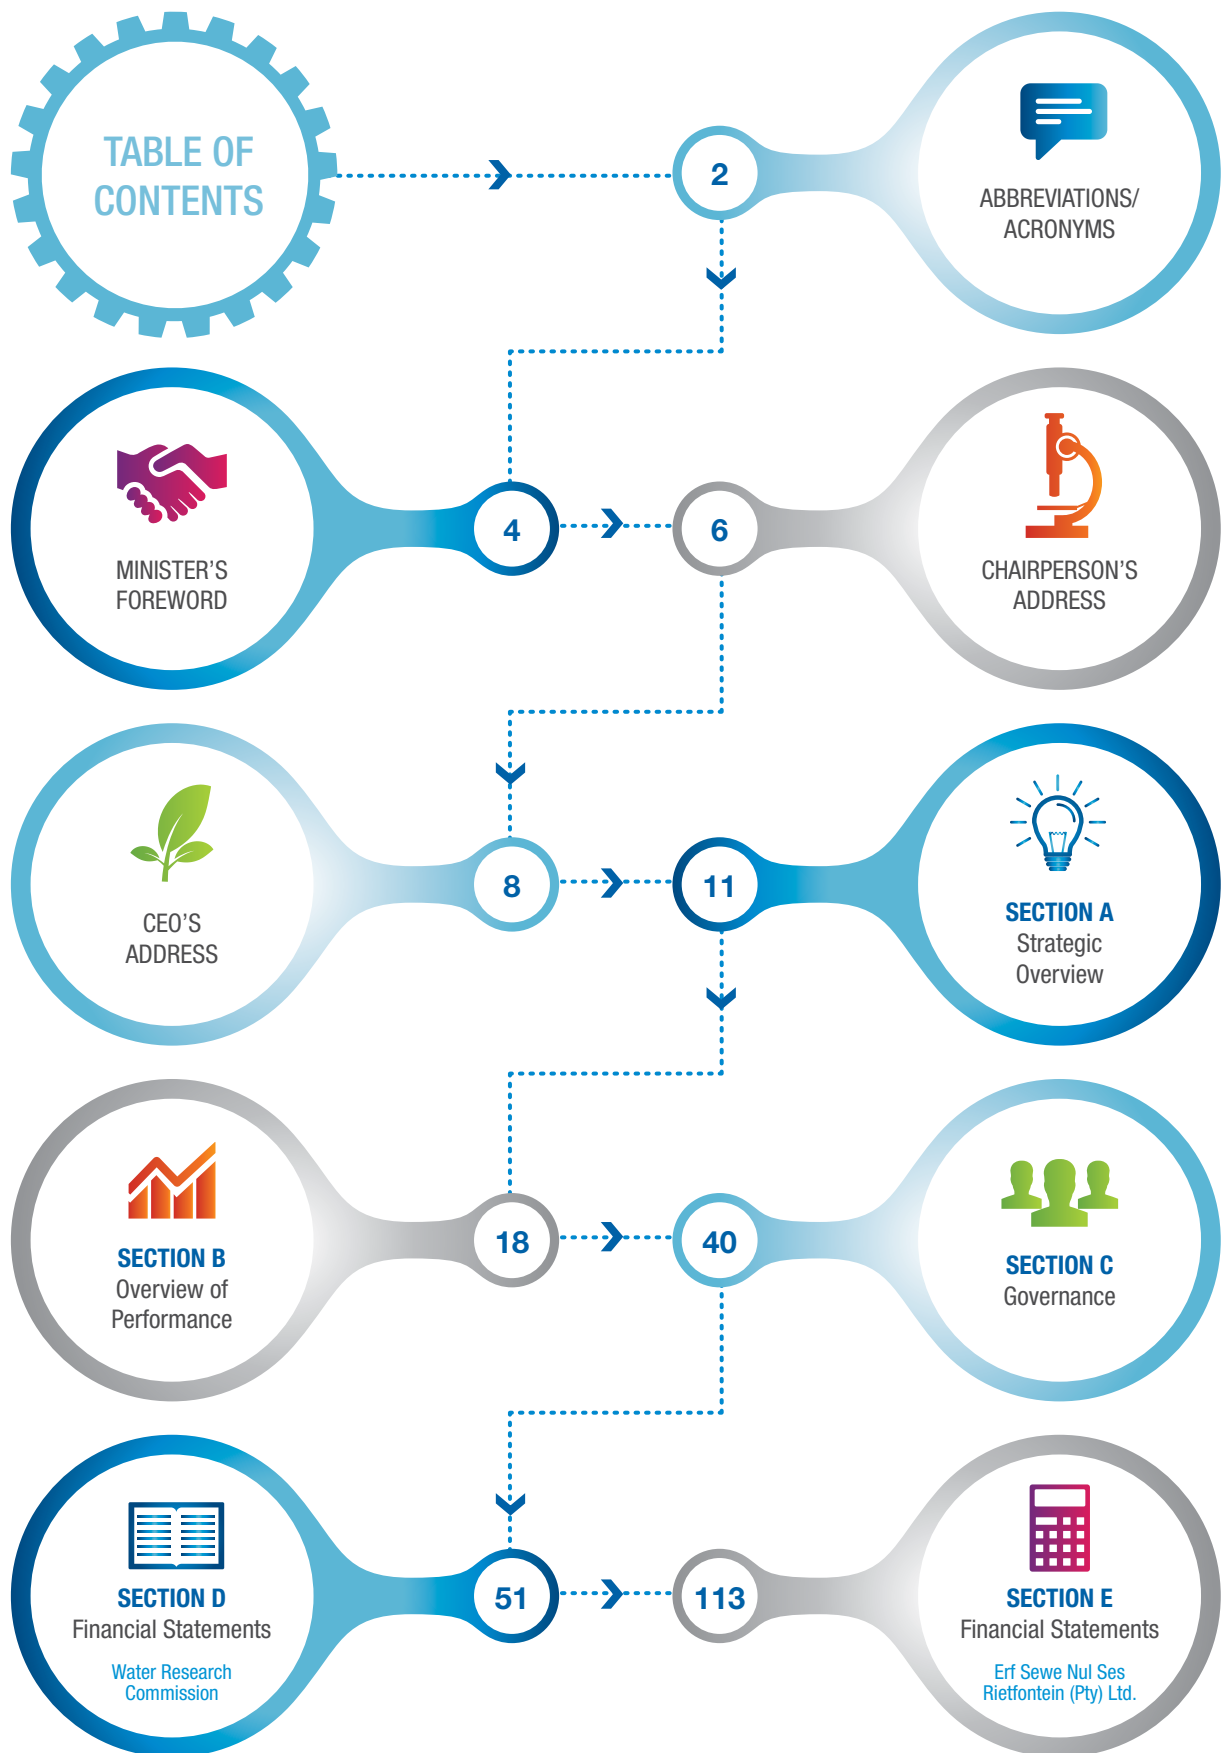 TABLE OF
CONTENTS
2
ABBREVIATIONS/
ACRONYMS
4
MINISTER'S
FOREWORD
6
CHAIRPERSON'S
ADDRESS
8
CEO'S
ADDRESS
11
SECTION A
Strategic
Overview
18
SECTION B
Overview of
Performance
40
SECTION C
Governance
51
SECTION D
Financial Statements
Water Research
Commission
113
SECTION E
Financial Statements
Erf Sewe Nul Ses
Rietfontein (Pty) Ltd.